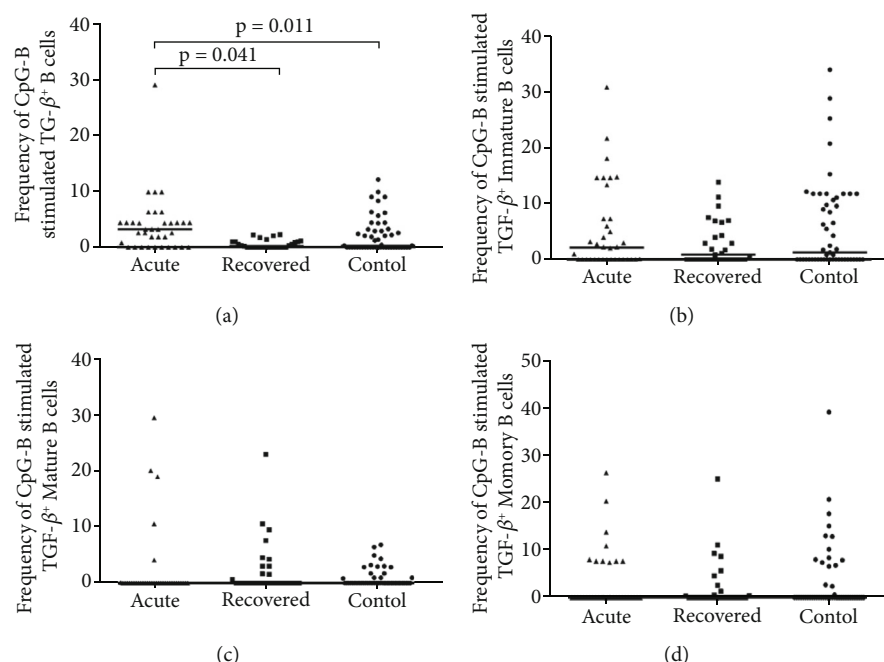 Frequency of CpG-B
stimulated TG-β⁺ B cells
40
30
20
10
0
p = 0.011
p = 0.041
Acute Recovered Contol
(a)
Frequency of CpG-B stimulated
TGF-β⁺ Immature B cells
40
30
20
10
0
Acute Recovered Contol
(b)
Frequency of CpG-B stimulated
TGF-β⁺ Mature B cells
40
30
20
10
0
Acute Recovered Contol
(c)
Frequency of CpG-B stimulated
TGF-β⁺ Momory B cells
50
40
30
20
10
0
Acute Recovered Contol
(d)